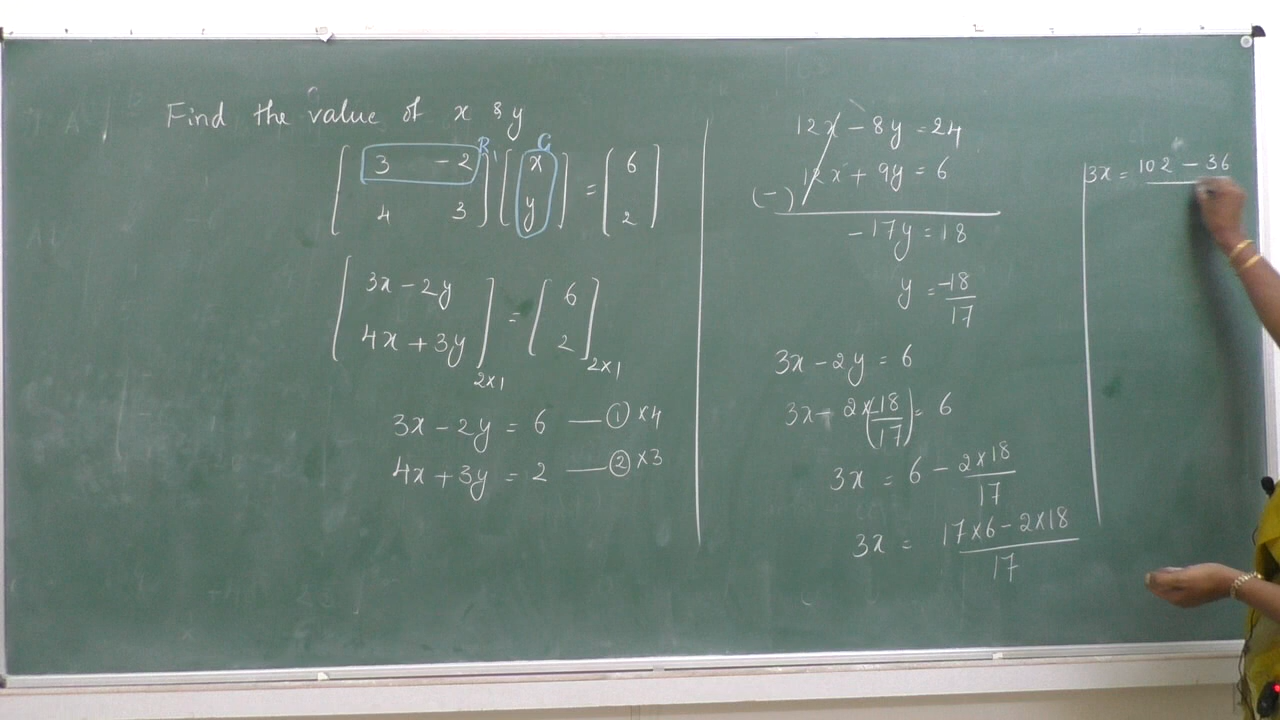 Find the value of x & y
[3 -2] R1 [x] C = [6]
[4 3] [y] [2]
[3x - 2y] = [6]
[4x + 3y] 2x1 [2] 2x1
3x - 2y = 6 — ① x4
4x + 3y = 2 — ② x3
12x - 8y = 24
(-) 12x + 9y = 6
-17y = 18
y = -18/17
3x - 2y = 6
3x - 2x(-18/17) = 6
3x = 6 - 2x18/17
3x = 17x6 - 2x18/17
3x = 102 - 36